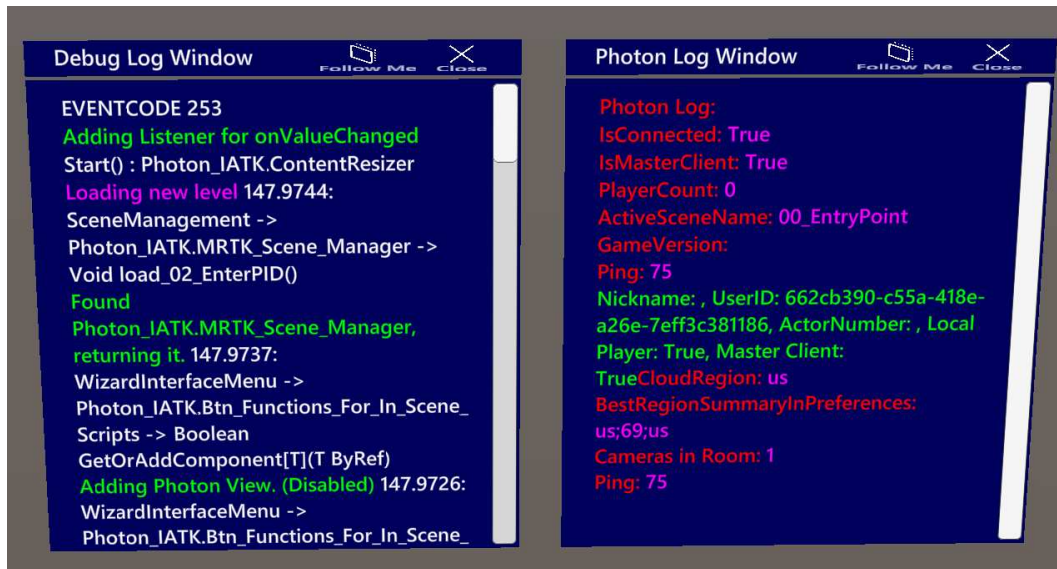 Debug Log Window
Follow Me
Close
EVENTCODE 253
Adding Listener for onValueChanged
Start() : Photon_IATK.ContentResizer
Loading new level 147.9744:
SceneManagement ->
Photon_IATK.MRTK_Scene_Manager ->
Void load_02_EnterPID()
Found
Photon_IATK.MRTK_Scene_Manager,
returning it. 147.9737:
WizardInterfaceMenu ->
Photon_IATK.Btn_Functions_For_In_Scene_
Scripts -> Boolean
GetOrAddComponent[T](T ByRef)
Adding Photon View. (Disabled) 147.9726:
WizardInterfaceMenu ->
Photon_IATK.Btn_Functions_For_In_Scene_
Photon Log Window
Follow Me
Close
Photon Log:
IsConnected: True
IsMasterClient: True
PlayerCount: 0
ActiveSceneName: 00_EntryPoint
GameVersion:
Ping: 75
Nickname: , UserID: 662cb390-c55a-418e-
a26e-7eff3c381186, ActorNumber: , Local
Player: True, Master Client:
TrueCloudRegion: us
BestRegionSummaryInPreferences:
us;69;us
Cameras in Room: 1
Ping: 75